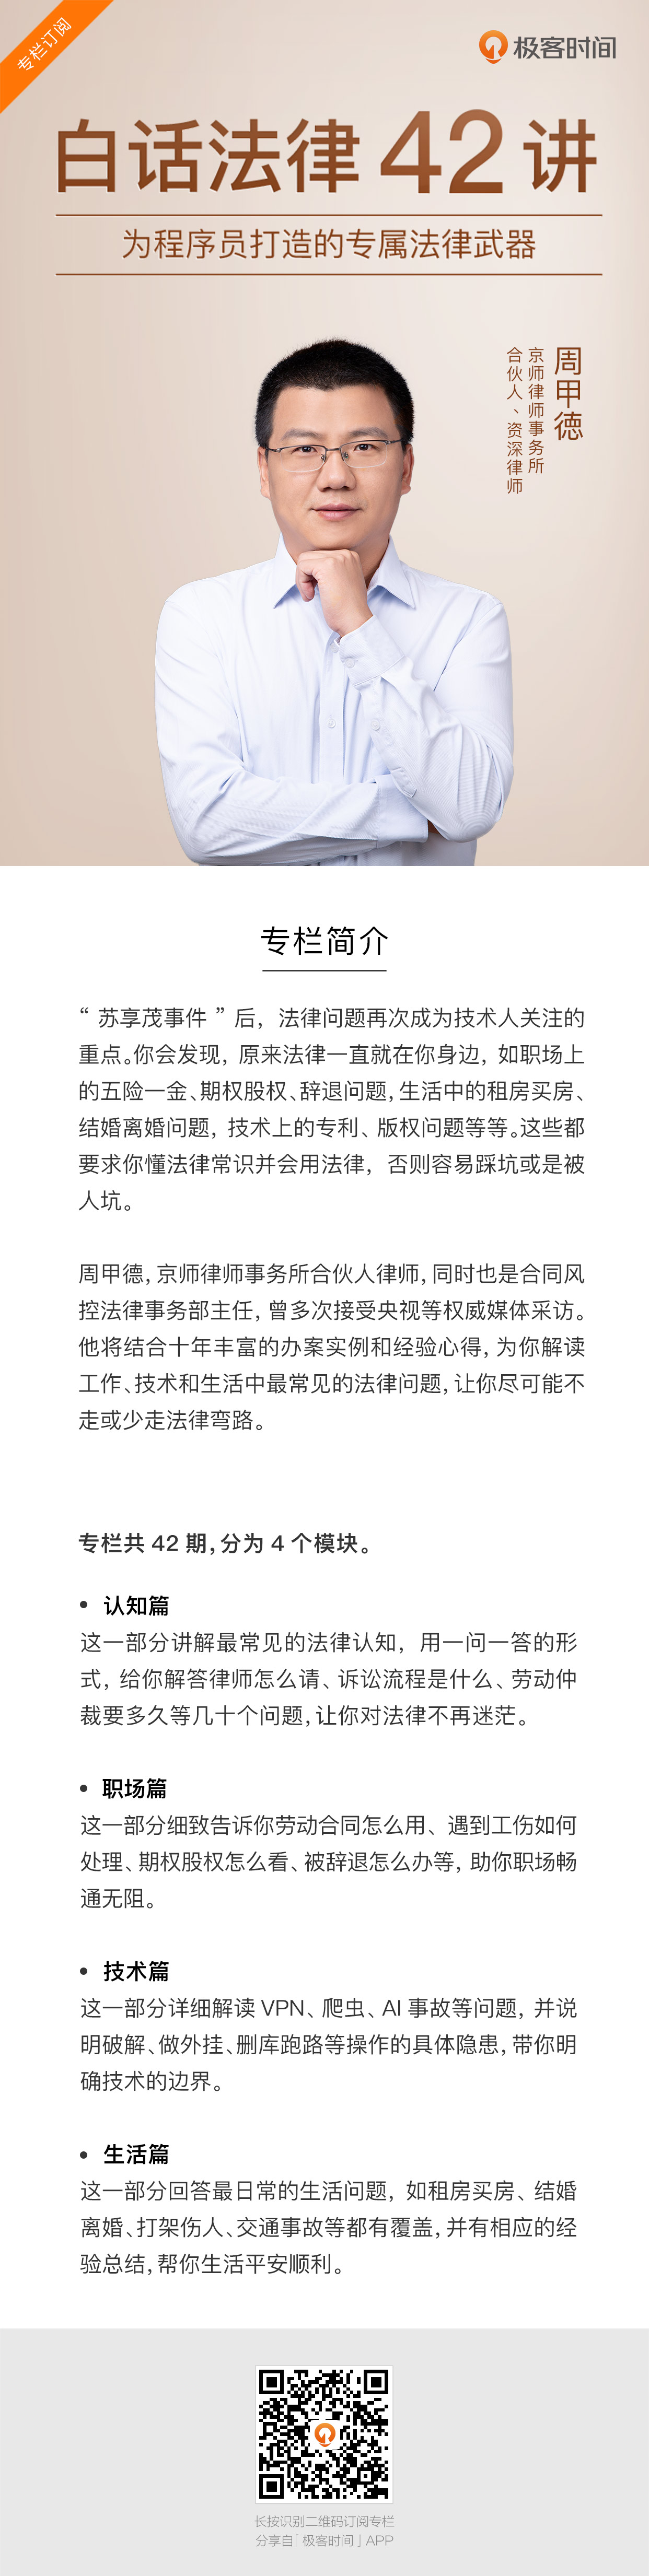 专栏订阅
极客时间
白话法律42讲
为程序员打造的专属法律武器
周甲德
京师律师事务所
合伙人、资深律师
专栏简介
“苏享茂事件”后，法律问题再次成为技术人关注的
重点。你会发现，原来法律一直就在你身边，如职场上
的五险一金、期权股权、辞退问题，生活中的租房买房、
结婚离婚问题，技术上的专利、版权问题等等。这些都
要求你懂法律常识并会用法律，否则容易踩坑或是被
人坑。
周甲德，京师律师事务所合伙人律师，同时也是合同风
控法律事务部主任，曾多次接受央视等权威媒体采访。
他将结合十年丰富的办案实例和经验心得，为你解读
工作、技术和生活中最常见的法律问题，让你尽可能不
走或少走法律弯路。
专栏共 42 期，分为 4 个模块。
• 认知篇
这一部分讲解最常见的法律认知，用一问一答的形
式，给你解答律师怎么请、诉讼流程是什么、劳动仲
裁要多久等几十个问题，让你对法律不再迷茫。
• 职场篇
这一部分细致告诉你劳动合同怎么用、遇到工伤如何
处理、期权股权怎么看、被辞退怎么办等，助你职场畅
通无阻。
• 技术篇
这一部分详细解读 VPN、爬虫、AI 事故等问题，并说
明破解、做外挂、删库跑路等操作的具体隐患，带你明
确技术的边界。
• 生活篇
这一部分回答最日常的生活问题，如租房买房、结婚
离婚、打架伤人、交通事故等都有覆盖，并有相应的经
验总结，帮你生活平安顺利。
长按识别二维码订阅专栏
分享自「极客时间」APP